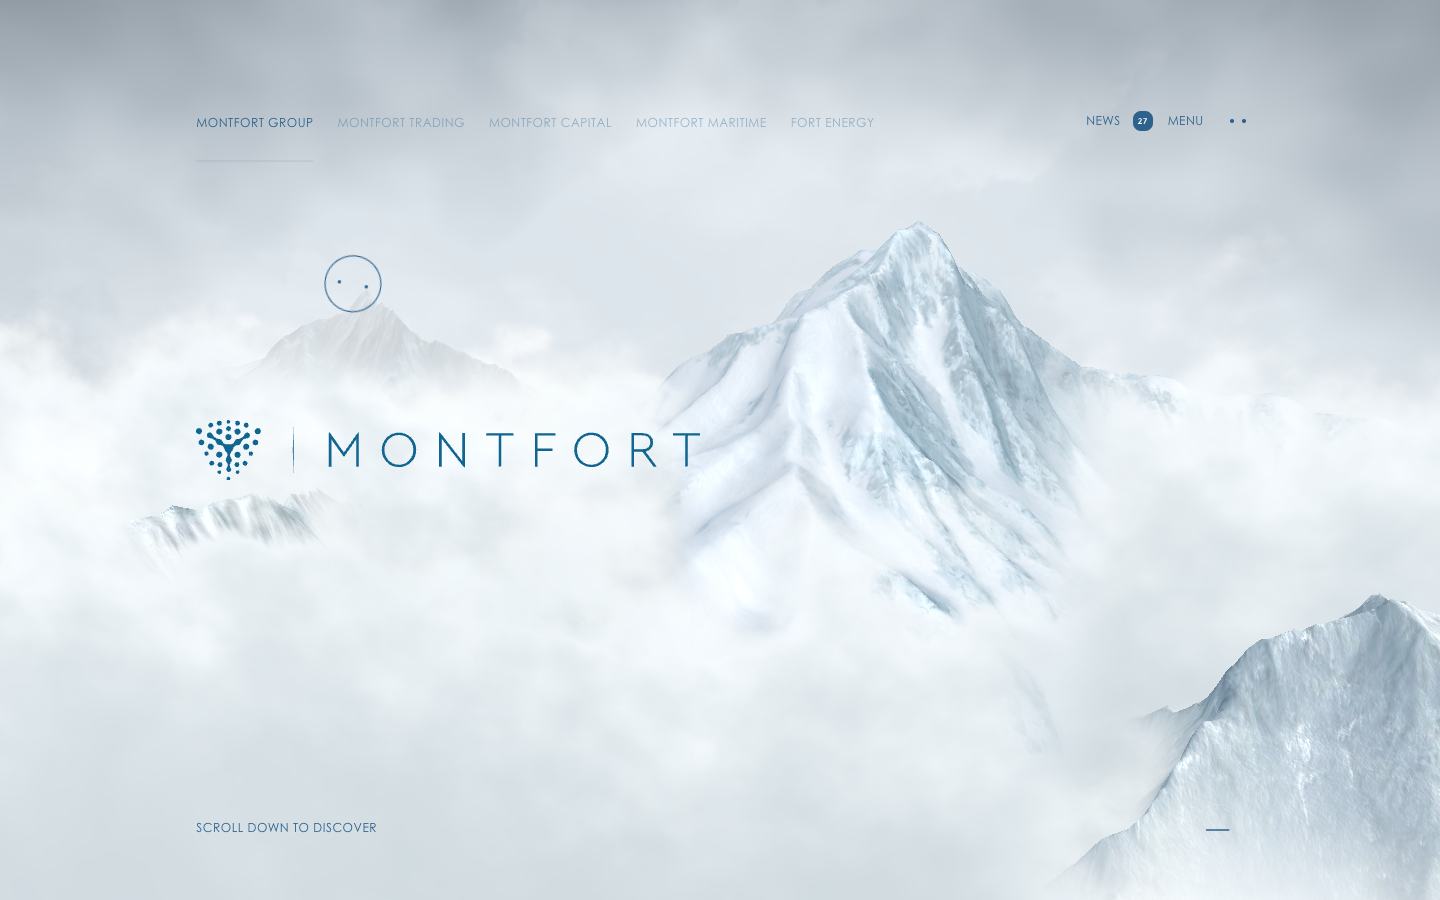 MONTFORT GROUP MONTFORT TRADING MONTFORT CAPITAL MONTFORT MARITIME FORT ENERGY NEWS 27 MENU
MONTFORT
SCROLL DOWN TO DISCOVER